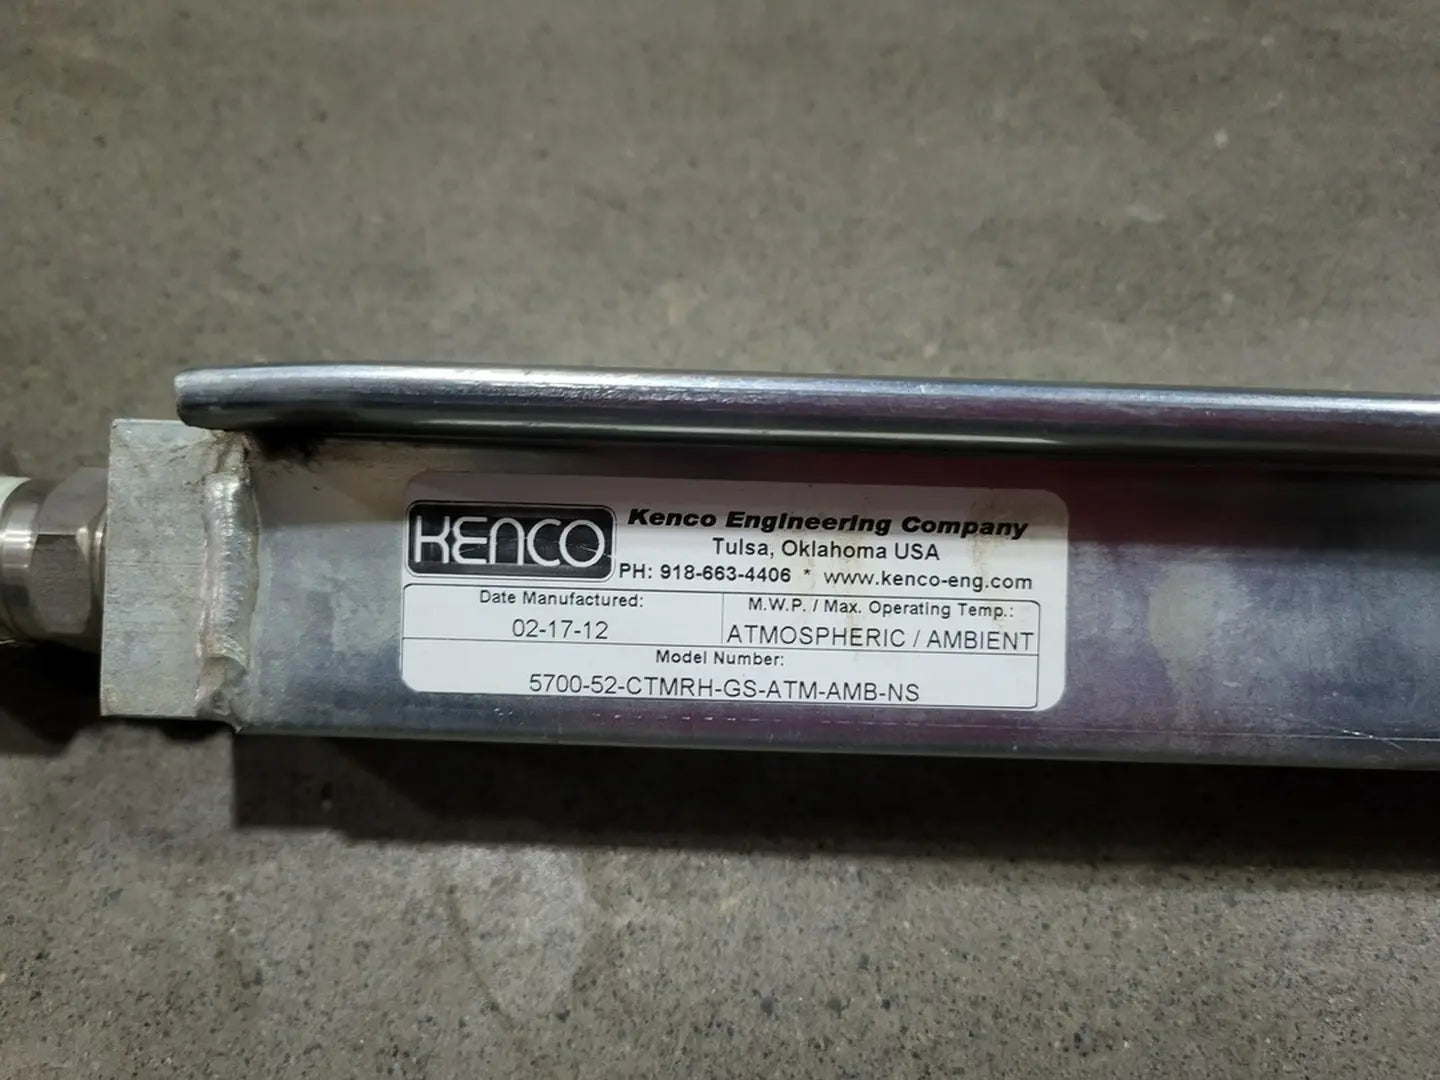 KENCO
Kenco Engineering Company
Tulsa, Oklahoma USA
PH: 918-663-4406 * www.kenco-eng.com
Date Manufactured:
02-17-12
M.W.P. / Max. Operating Temp.:
ATMOSPHERIC / AMBIENT
Model Number:
5700-52-CTMRH-GS-ATM-AMB-NS